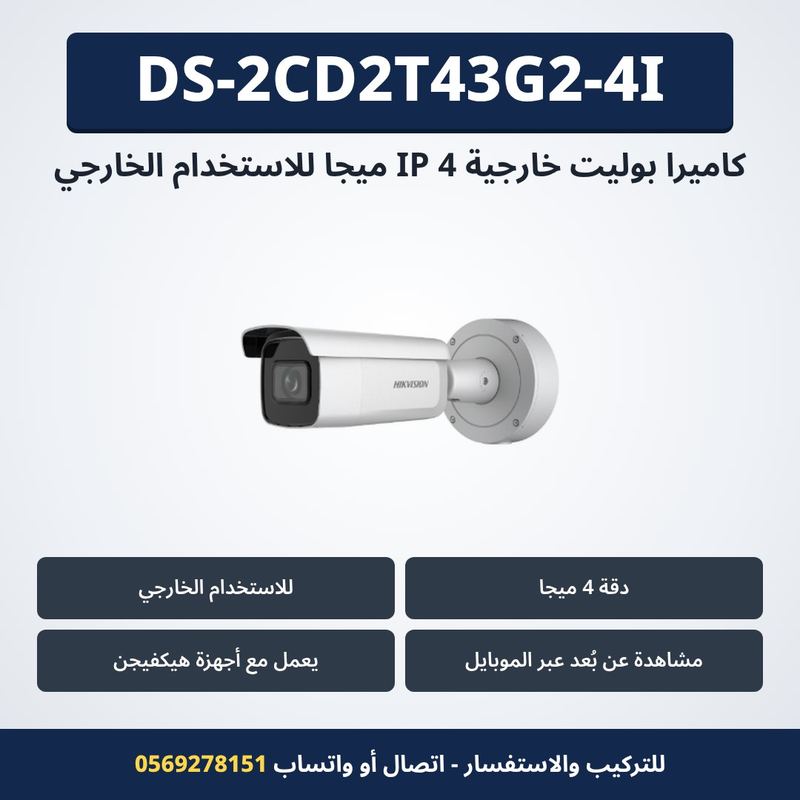 DS-2CD2T43G2-4I
كاميرا بوليت خارجية 4 IP ميجا للاستخدام الخارجي
HIKVISION
دقة 4 ميجا
للاستخدام الخارجي
مشاهدة عن بُعد عبر الموبايل
يعمل مع أجهزة هيكفيجن
للتركيب والاستفسار - اتصال أو واتساب 0569278151